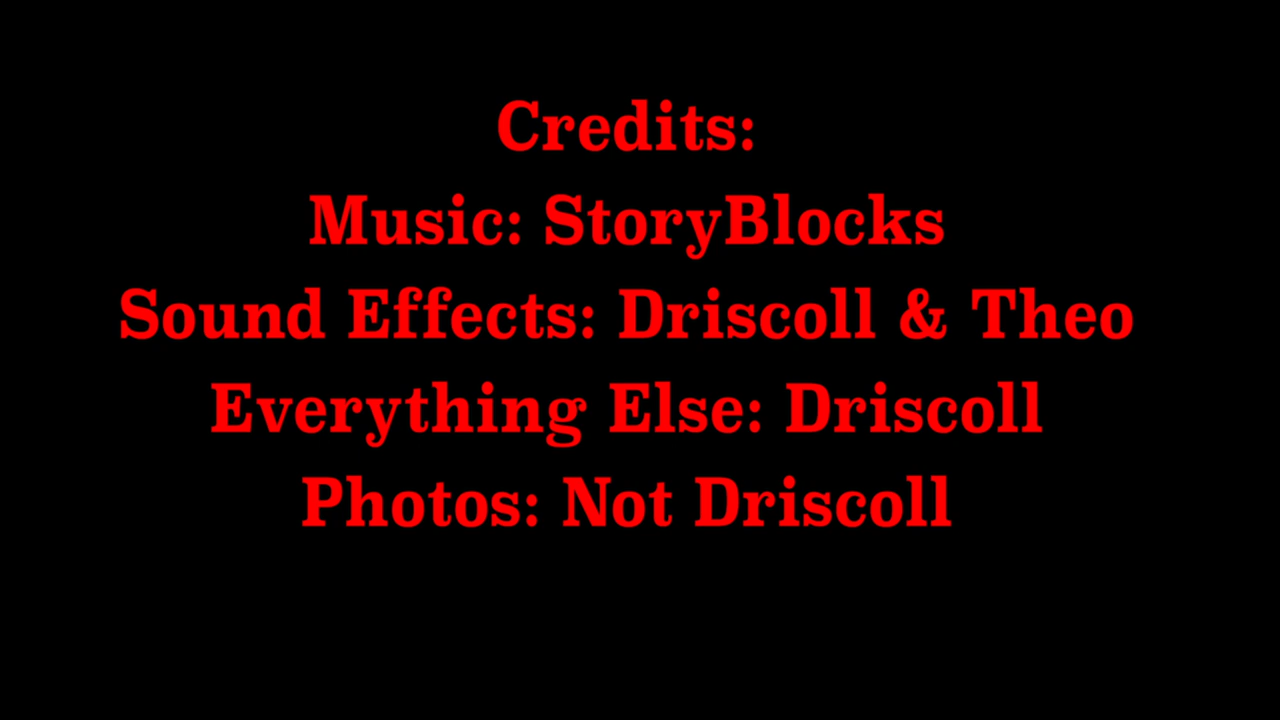 Credits:
Music: StoryBlocks
Sound Effects: Driscoll & Theo
Everything Else: Driscoll
Photos: Not Driscoll